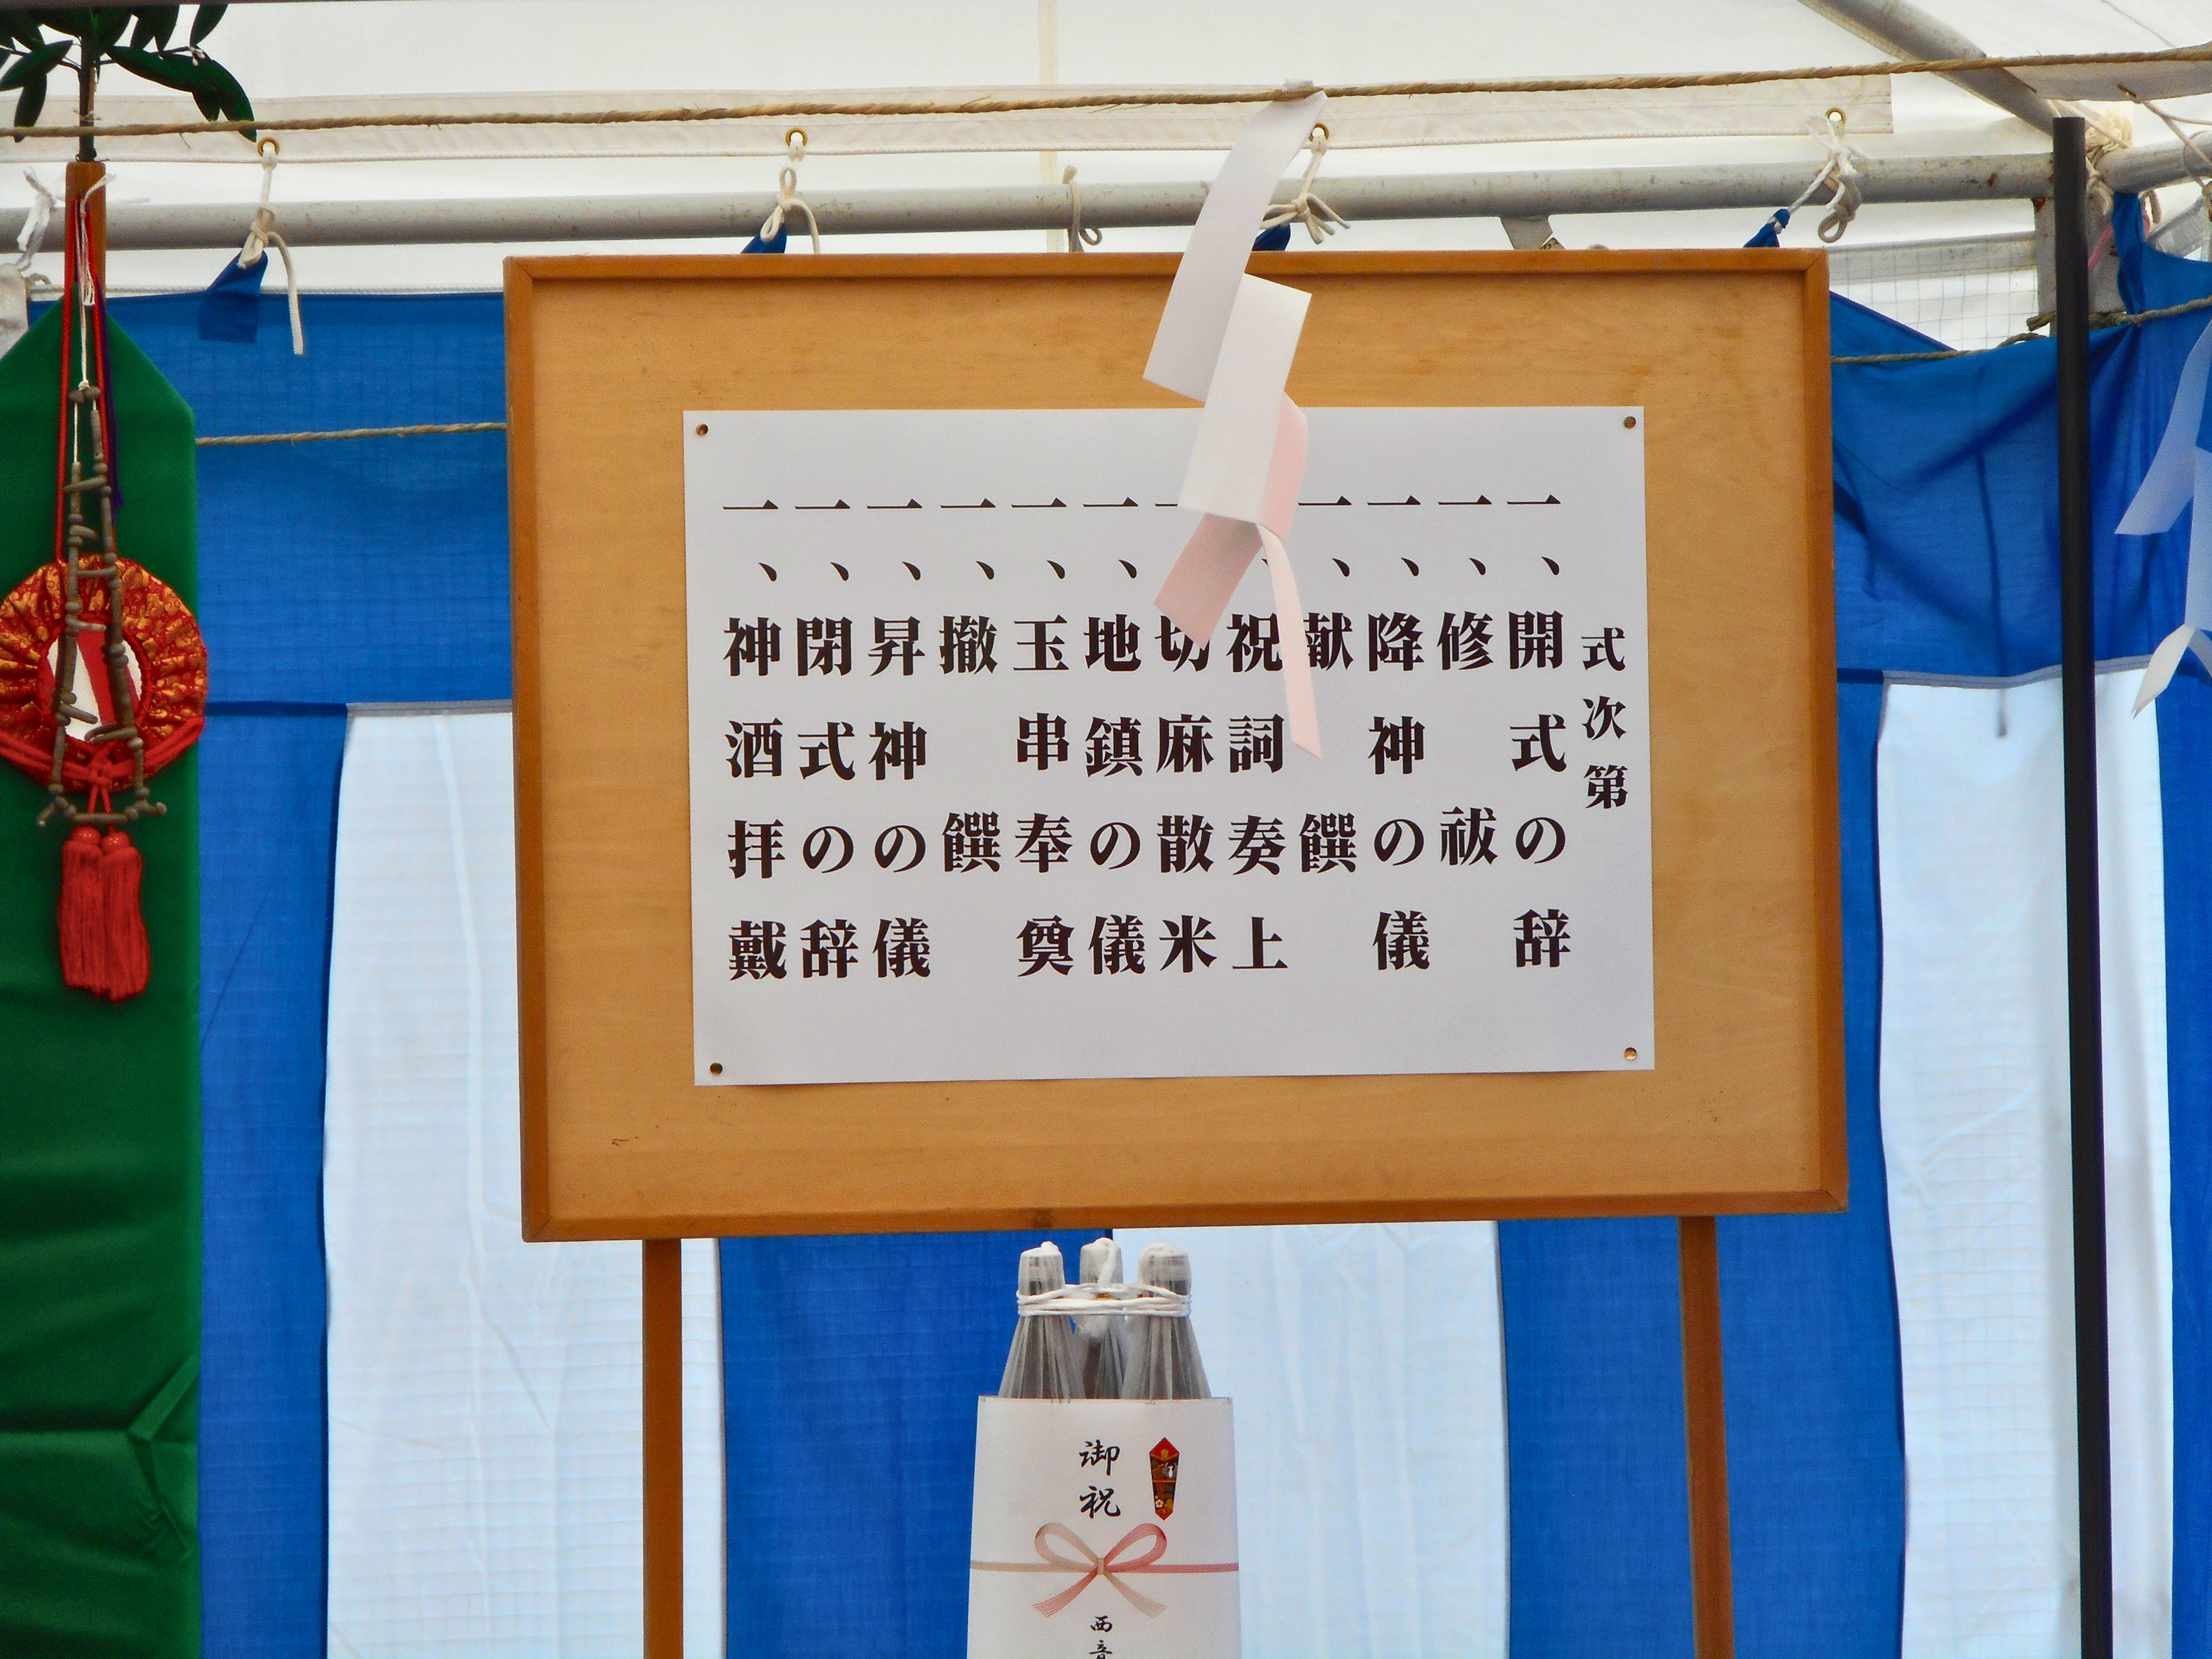 式次第
一、開式の辞
一、修祓
一、降神の儀
一、献饌
一、祝詞奏上
一、切麻散米
一、地鎮の儀
一、玉串奉奠
一、撤饌
一、昇神の儀
一、閉式の辞
一、神酒拝戴
御祝
西音